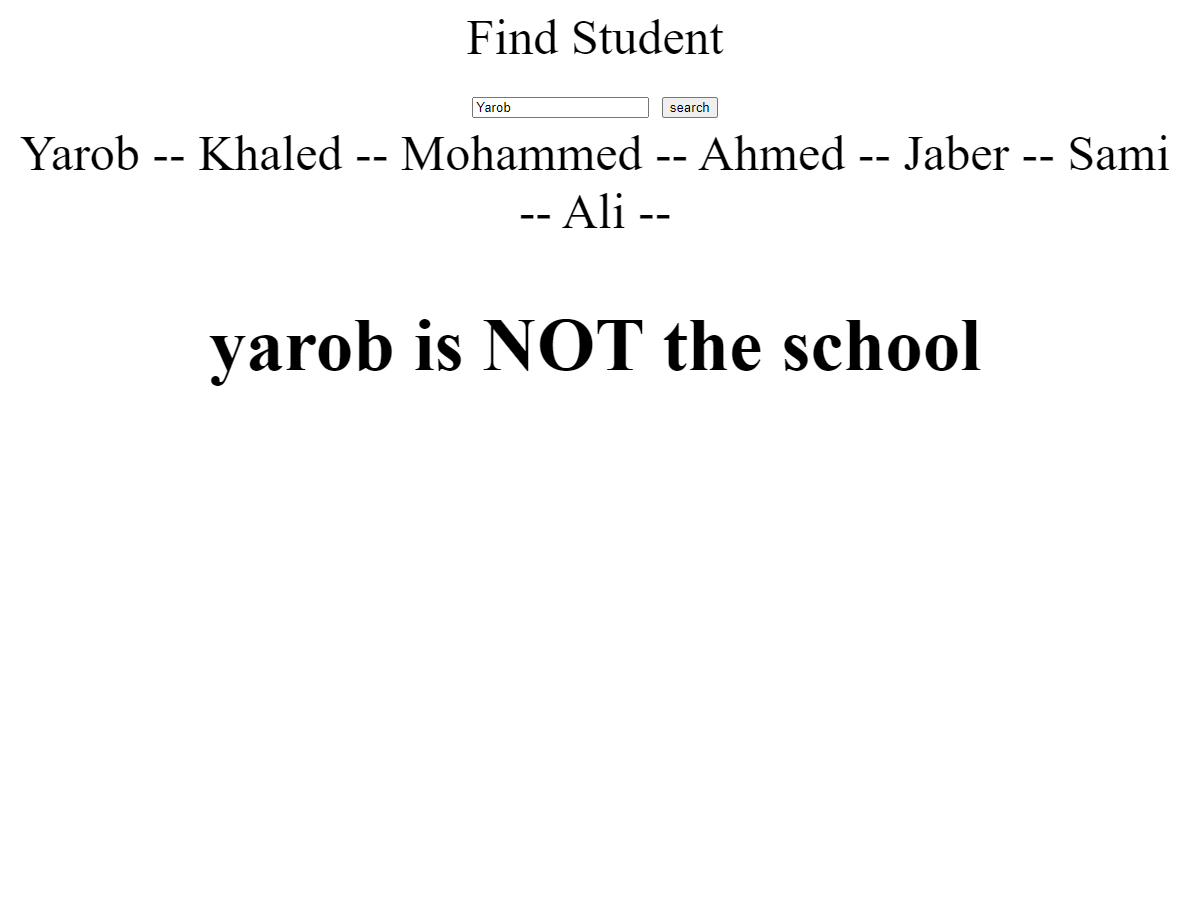 Find Student
Yarob search
Yarob -- Khaled -- Mohammed -- Ahmed -- Jaber -- Sami
-- Ali --
yarob is NOT the school